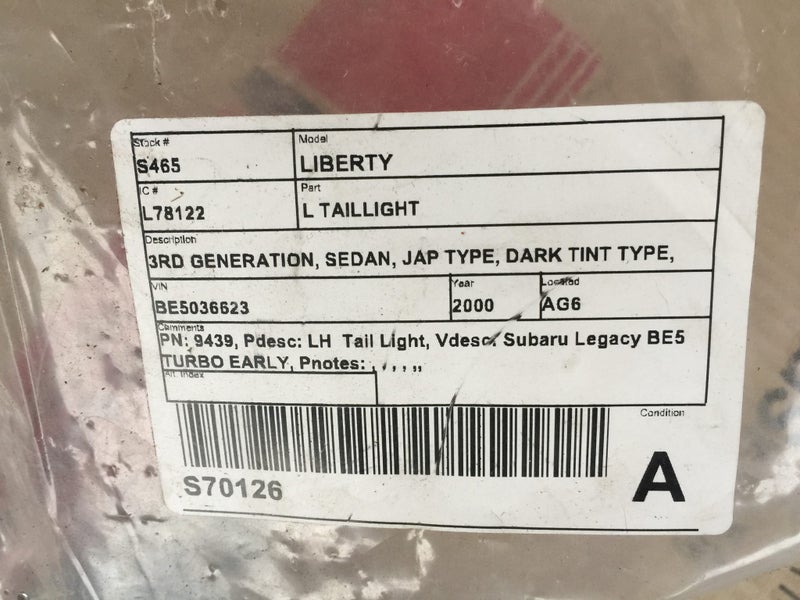 Stock #
S465
Model
LIBERTY
IC #
L78122
Part
L TAILLIGHT
Description
3RD GENERATION, SEDAN, JAP TYPE, DARK TINT TYPE,
VIN
BE5036623
Year
2000
Located
AG6
Comments
PN: 9439, Pdesc: LH Tail Light, Vdesc: Subaru Legacy BE5
TURBO EARLY, Pnotes: , , , , ,,
Alt. Index
Condition
A
S70126